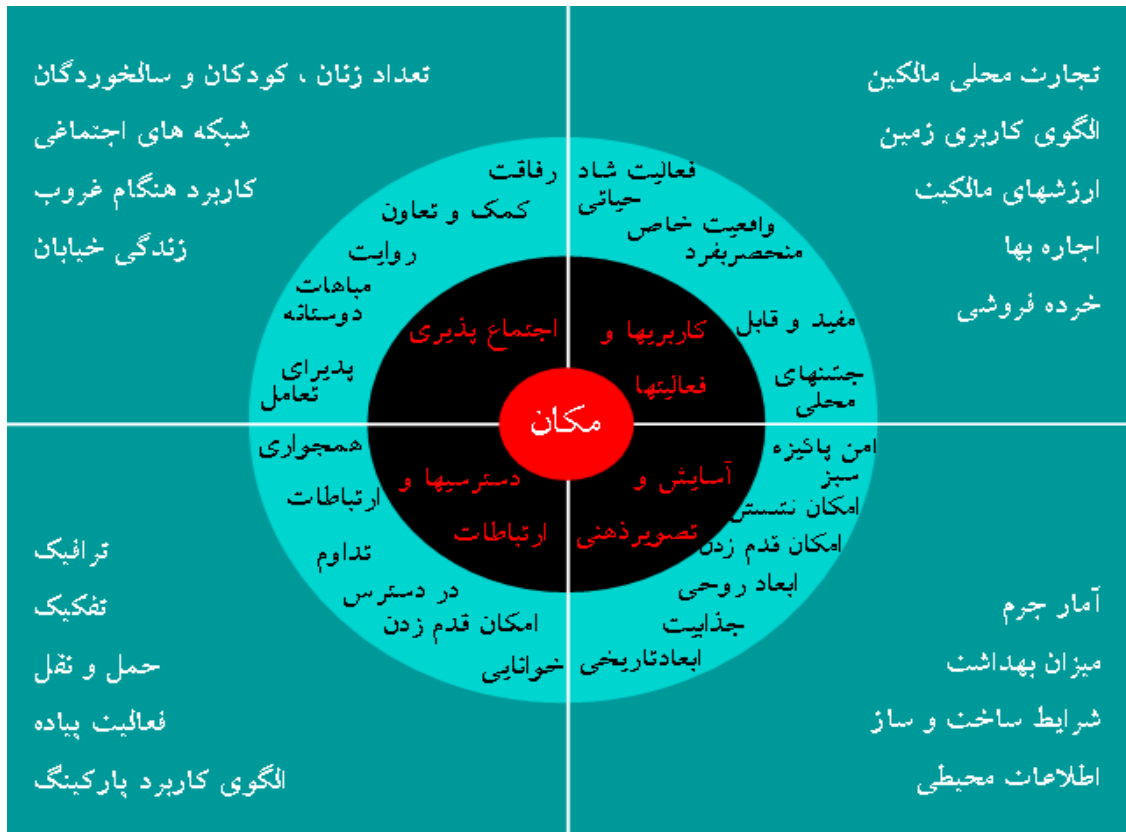 تجارت محلی مالکین
الگوی کاربری زمین
ارزشهای مالکیت
اجاره بها
خرده فروشی
تعداد زنان ، کودکان و سالخوردگان
شبکه های اجتماغی
کاربرد هنگام غروب
زندگی خیابان
فعالیت شاد
حیاتی
واقعیت خاص
منحصربفرد
مفید و قابل
جشنهای
محلی
رفاقت
کمک و تعاون
روایت
مباهات
دوستانه
پذیرای
تعامل
کاربریها و
فعالیتها
اجتماع پذیری
مکان
آسایش و
تصویرذهنی
دسترسیها و
ارتباطات
امن پاکیزه
سبز
امکان نشستن
امکان قدم زدن
ابعاد روحی
جذابیت
ابعادتاریخی
همجواری
ارتباطات
تداوم
در دسترس
امکان قدم زدن
خوانایی
آمار جرم
میزان بهداشت
شرایط ساخت و ساز
اطلاعات محیطی
ترافیک
تفکیک
حمل و نقل
فعالیت پیاده
الگوی کاربرد پارکینگ